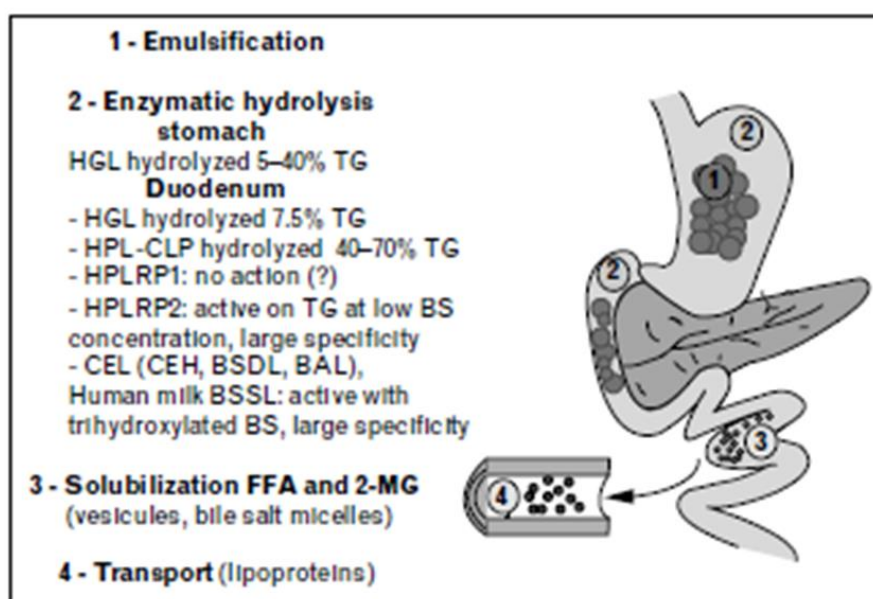 1 - Emulsification
2 - Enzymatic hydrolysis
stomach
HGL hydrolyzed 5–40% TG
Duodenum
- HGL hydrolyzed 7.5% TG
- HPL-CLP hydrolyzed 40–70% TG
- HPLRP1: no action (?)
- HPLRP2: active on TG at low BS
concentration, large specificity
- CEL (CEH, BSDL, BAL),
Human milk BSSL: active with
trihydroxylated BS, large specificity
3 - Solubilization FFA and 2-MG
(vesicules, bile salt micelles)
4 - Transport (lipoproteins)
2
1
2
3
4